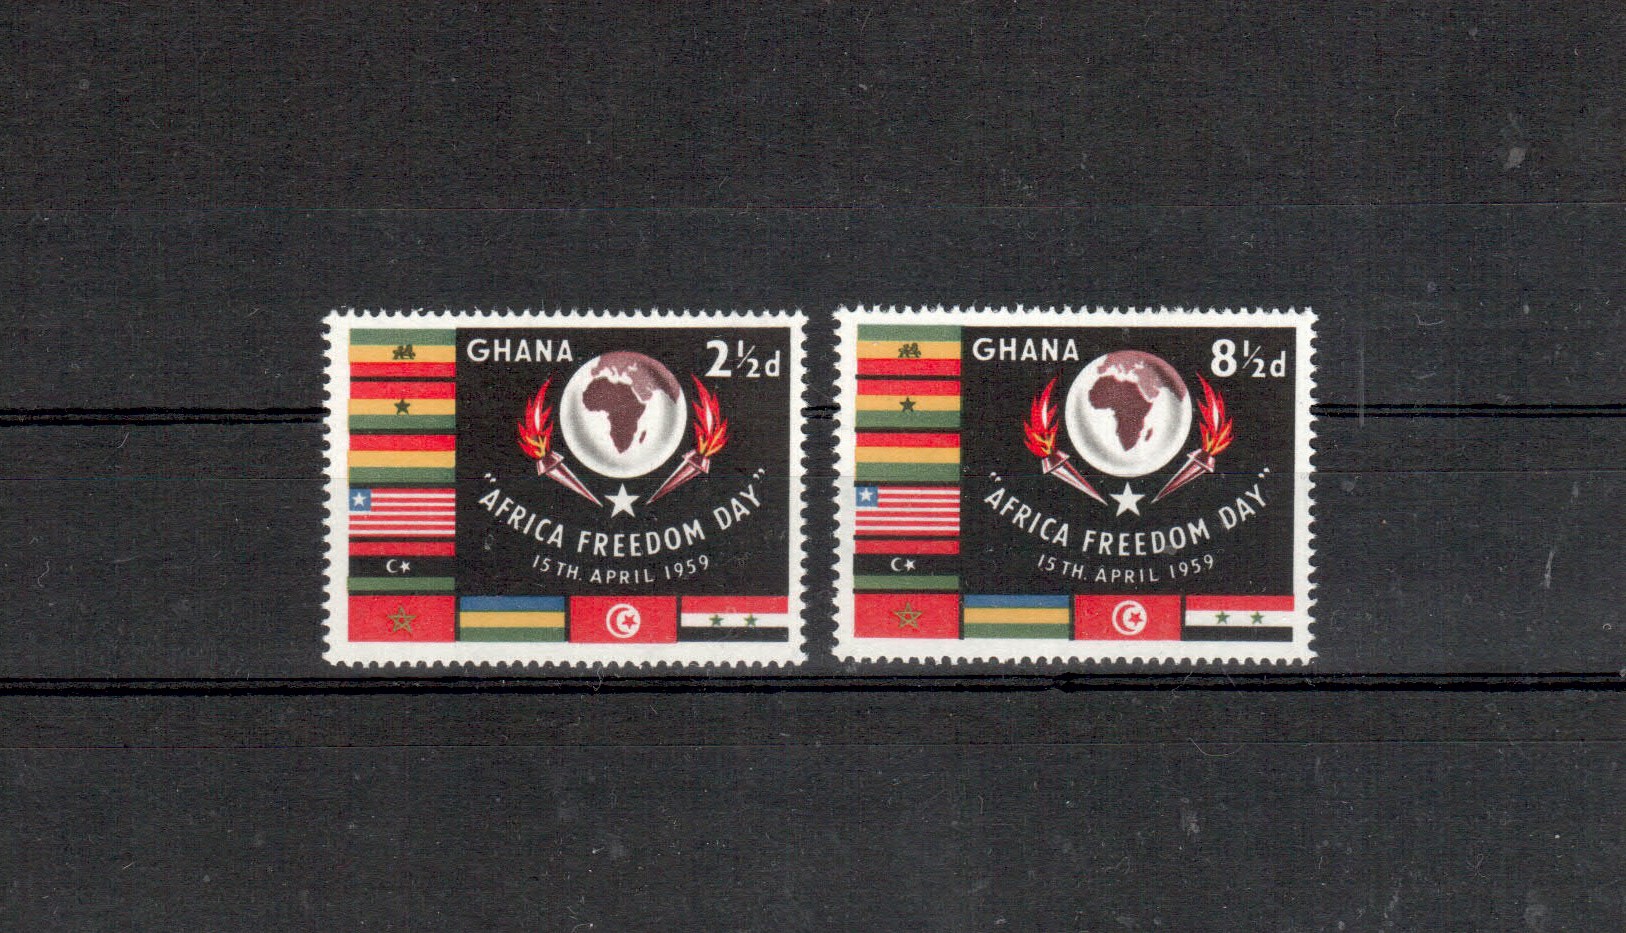 GHANA
2½d
"AFRICA FREEDOM DAY"
15TH. APRIL 1959
GHANA
8½d
"AFRICA FREEDOM DAY"
15TH. APRIL 1959